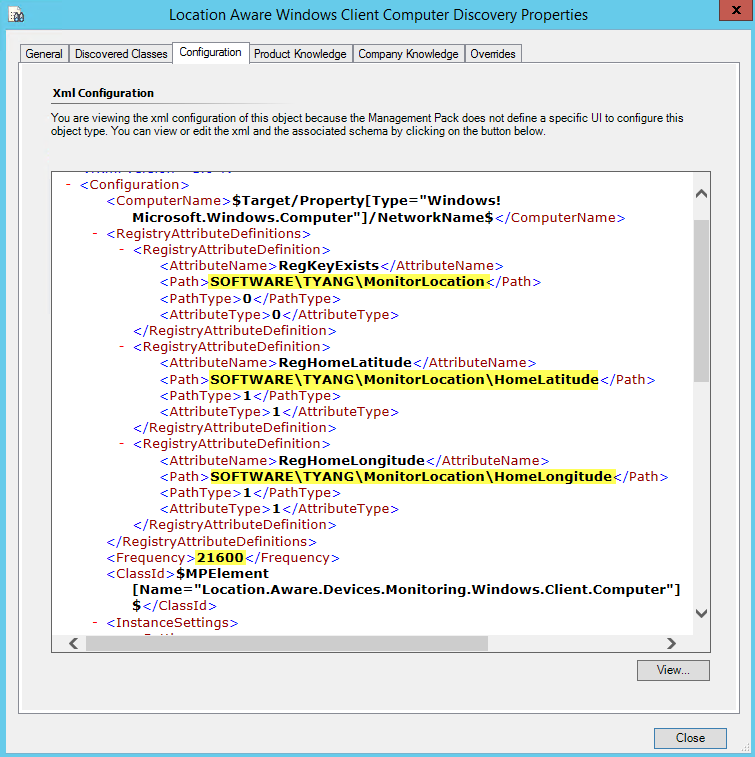 Location Aware Windows Client Computer Discovery Properties
x
General Discovered Classes Configuration Product Knowledge Company Knowledge Overrides
Xml Configuration
You are viewing the xml configuration of this object because the Management Pack does not define a specific UI to configure this
object type. You can view or edit the xml and the associated schema by clicking on the button below.
- <Configuration>
<ComputerName>$Target/Property[Type="Windows!
Microsoft.Windows.Computer"]/NetworkName$</ComputerName>
- <RegistryAttributeDefinitions>
- <RegistryAttributeDefinition>
<AttributeName>RegKeyExists</AttributeName>
<Path>SOFTWARE\TYANG\MonitorLocation</Path>
<PathType>0</PathType>
<AttributeType>0</AttributeType>
</RegistryAttributeDefinition>
- <RegistryAttributeDefinition>
<AttributeName>RegHomeLatitude</AttributeName>
<Path>SOFTWARE\TYANG\MonitorLocation\HomeLatitude</Path>
<PathType>1</PathType>
<AttributeType>1</AttributeType>
</RegistryAttributeDefinition>
- <RegistryAttributeDefinition>
<AttributeName>RegHomeLongitude</AttributeName>
<Path>SOFTWARE\TYANG\MonitorLocation\HomeLongitude</Path>
<PathType>1</PathType>
<AttributeType>1</AttributeType>
</RegistryAttributeDefinition>
</RegistryAttributeDefinitions>
<Frequency>21600</Frequency>
<ClassId>$MPElement
[Name="Location.Aware.Devices.Monitoring.Windows.Client.Computer"]
$</ClassId>
- <InstanceSettings>
View...
Close